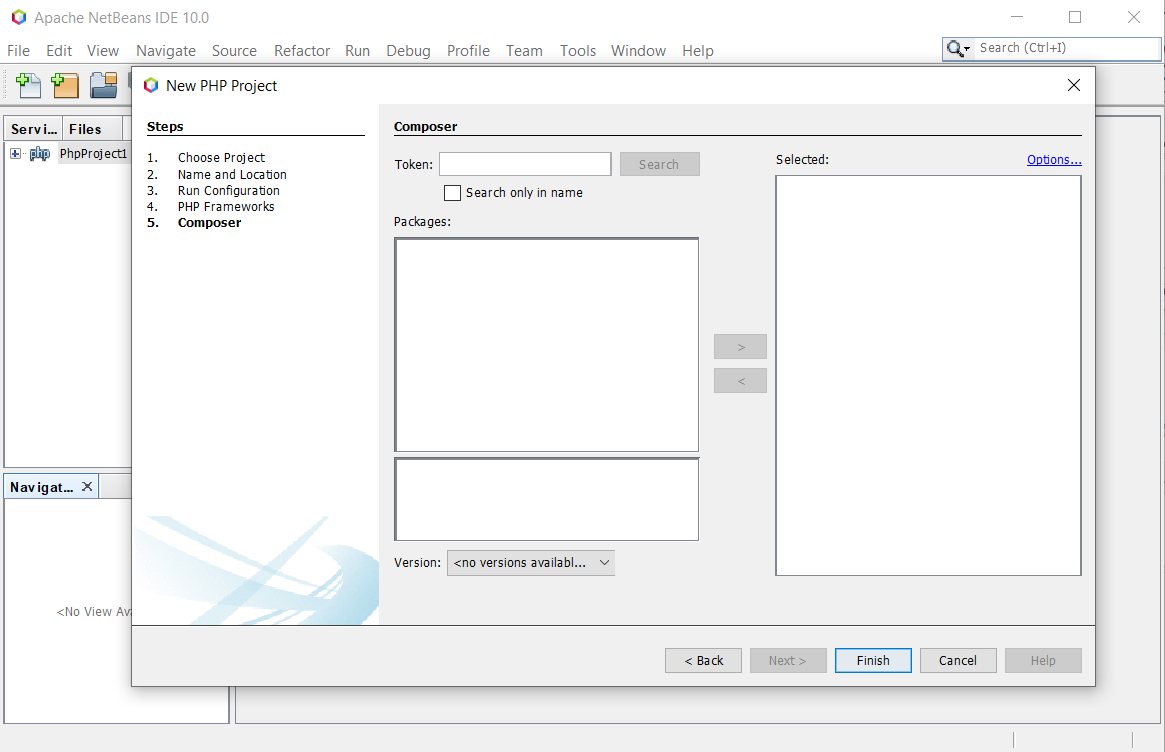 Apache NetBeans IDE 10.0
File Edit View Navigate Source Refactor Run Debug Profile Team Tools Window Help
Search (Ctrl+I)
New PHP Project
Servi... Files
PhpProject1
Steps
1. Choose Project
2. Name and Location
3. Run Configuration
4. PHP Frameworks
5. Composer
Composer
Token: Search
Search only in name
Packages:
Selected: Options...
>
<
Version: <no versions availabl...
Navigat...
<No View Av
< Back Next > Finish Cancel Help